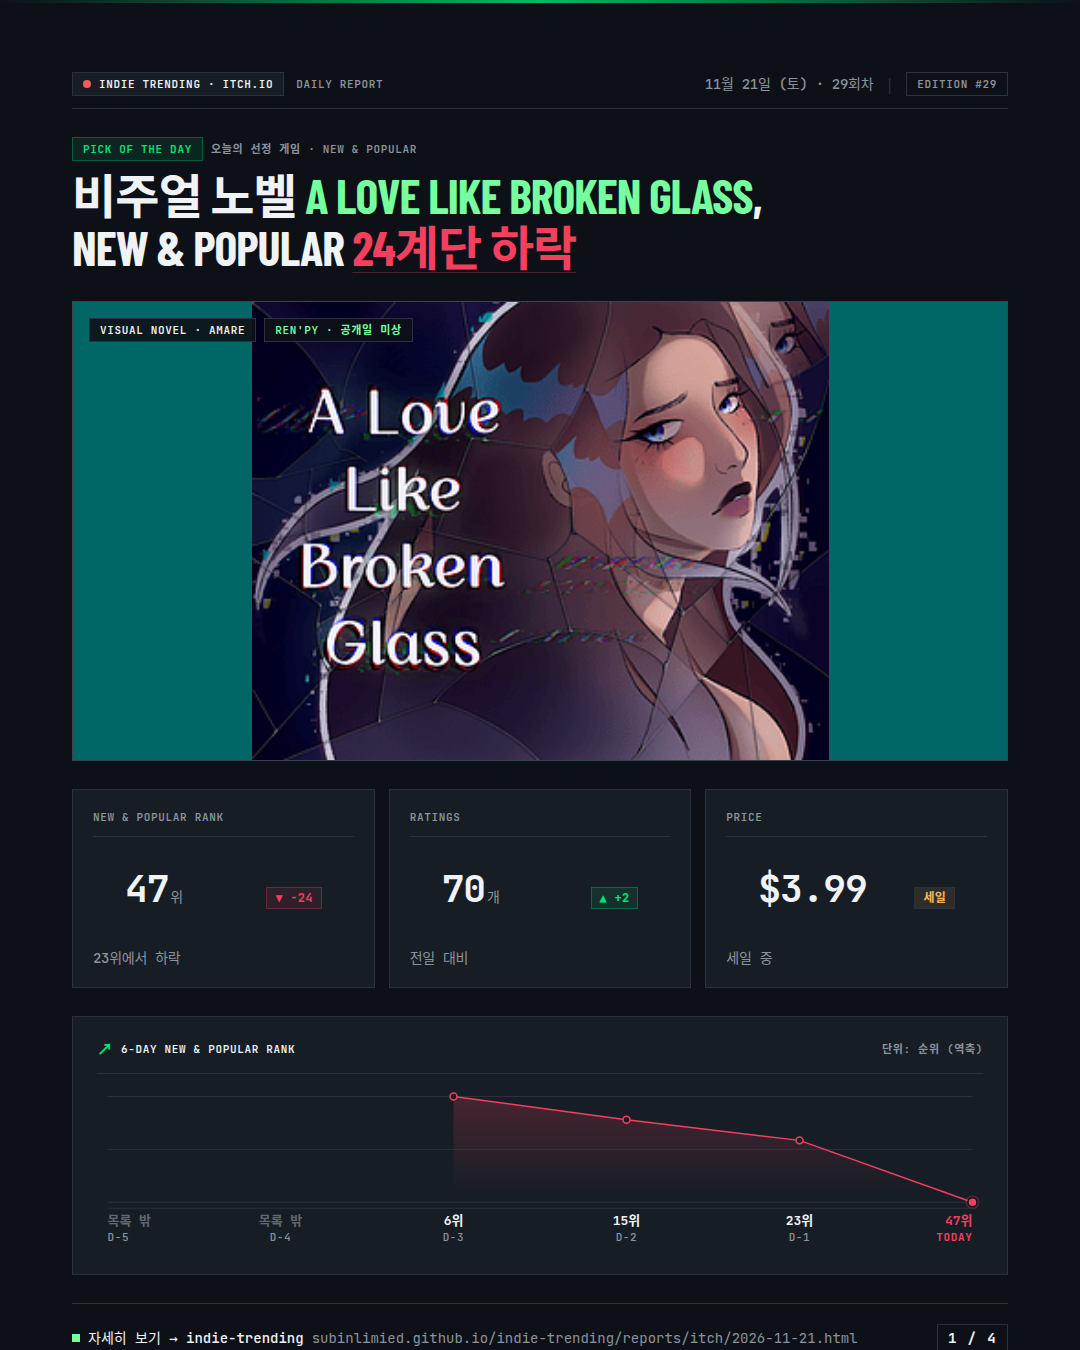 INDIE TRENDING · ITCH.IO DAILY REPORT 11월 21일 (토) · 29회차 | EDITION #29
PICK OF THE DAY 오늘의 선정 게임 · NEW & POPULAR
비주얼 노벨 A LOVE LIKE BROKEN GLASS,
NEW & POPULAR 24계단 하락
VISUAL NOVEL · AMARE REN'PY · 공개일 미상
A Love
Like
Broken
Glass
NEW & POPULAR RANK
47위 ▼ -24
23위에서 하락
RATINGS
70개 ▲ +2
전일 대비
PRICE
$3.99 세일
세일 중
↗ 6-DAY NEW & POPULAR RANK 단위: 순위 (역축)
목록 밖 목록 밖 6위 15위 23위 47위
D-5 D-4 D-3 D-2 D-1 TODAY
자세히 보기 → indie-trending subinlimied.github.io/indie-trending/reports/itch/2026-11-21.html 1 / 4